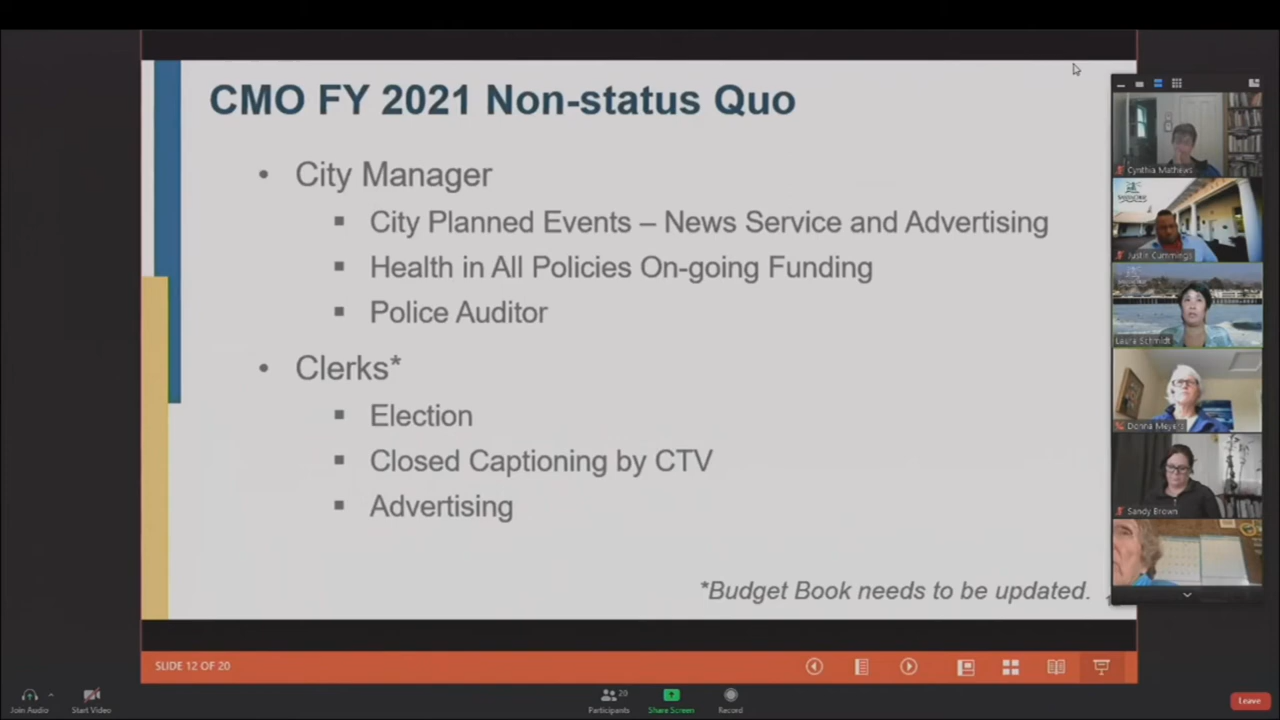 CMO FY 2021 Non-status Quo
• City Manager
▪ City Planned Events – News Service and Advertising
▪ Health in All Policies On-going Funding
▪ Police Auditor
• Clerks*
▪ Election
▪ Closed Captioning by CTV
▪ Advertising
*Budget Book needs to be updated.
SLIDE 12 OF 20
Cynthia Mathews
Justin Cummings
Laura Schmidt
Donna Meyers
Sandy Brown
Join Audio
Start Video
20
Participants
Share Screen
Record
Leave